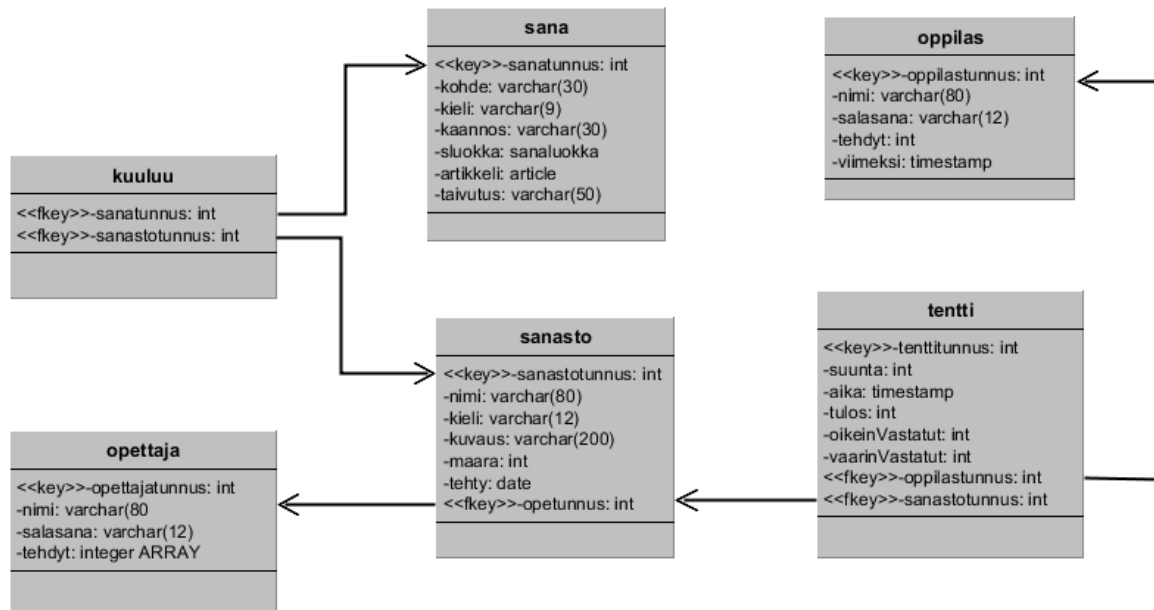 sana
<<key>>-sanatunnus: int
-kohde: varchar(30)
-kieli: varchar(9)
-kaannos: varchar(30)
-sluokka: sanaluokka
-artikkeli: article
-taivutus: varchar(50)
oppilas
<<key>>-oppilastunnus: int
-nimi: varchar(80)
-salasana: varchar(12)
-tehdyt: int
-viimeksi: timestamp
kuuluu
<<fkey>>-sanatunnus: int
<<fkey>>-sanastotunnus: int
sanasto
<<key>>-sanastotunnus: int
-nimi: varchar(80)
-kieli: varchar(12)
-kuvaus: varchar(200)
-maara: int
-tehty: date
<<fkey>>-opetunnus: int
tentti
<<key>>-tenttitunnus: int
-suunta: int
-aika: timestamp
-tulos: int
-oikeinVastatut: int
-vaarinVastatut: int
<<fkey>>-oppilastunnus: int
<<fkey>>-sanastotunnus: int
opettaja
<<key>>-opettajatunnus: int
-nimi: varchar(80
-salasana: varchar(12)
-tehdyt: integer ARRAY